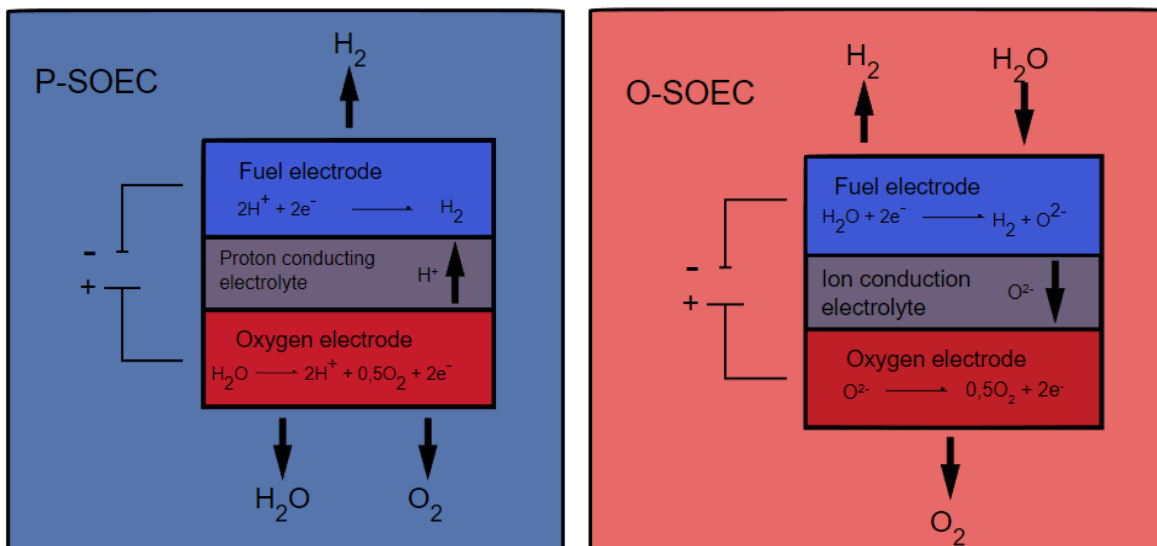 P-SOEC
H₂
Fuel electrode
2H⁺ + 2e⁻ → H₂
Proton conducting
electrolyte
H⁺
-
+
Oxygen electrode
H₂O → 2H⁺ + 0,5O₂ + 2e⁻
H₂O
O₂
O-SOEC
H₂
H₂O
Fuel electrode
H₂O + 2e⁻ → H₂ + O²⁻
Ion conduction
electrolyte
O²⁻
-
+
Oxygen electrode
O²⁻ → 0,5O₂ + 2e⁻
O₂